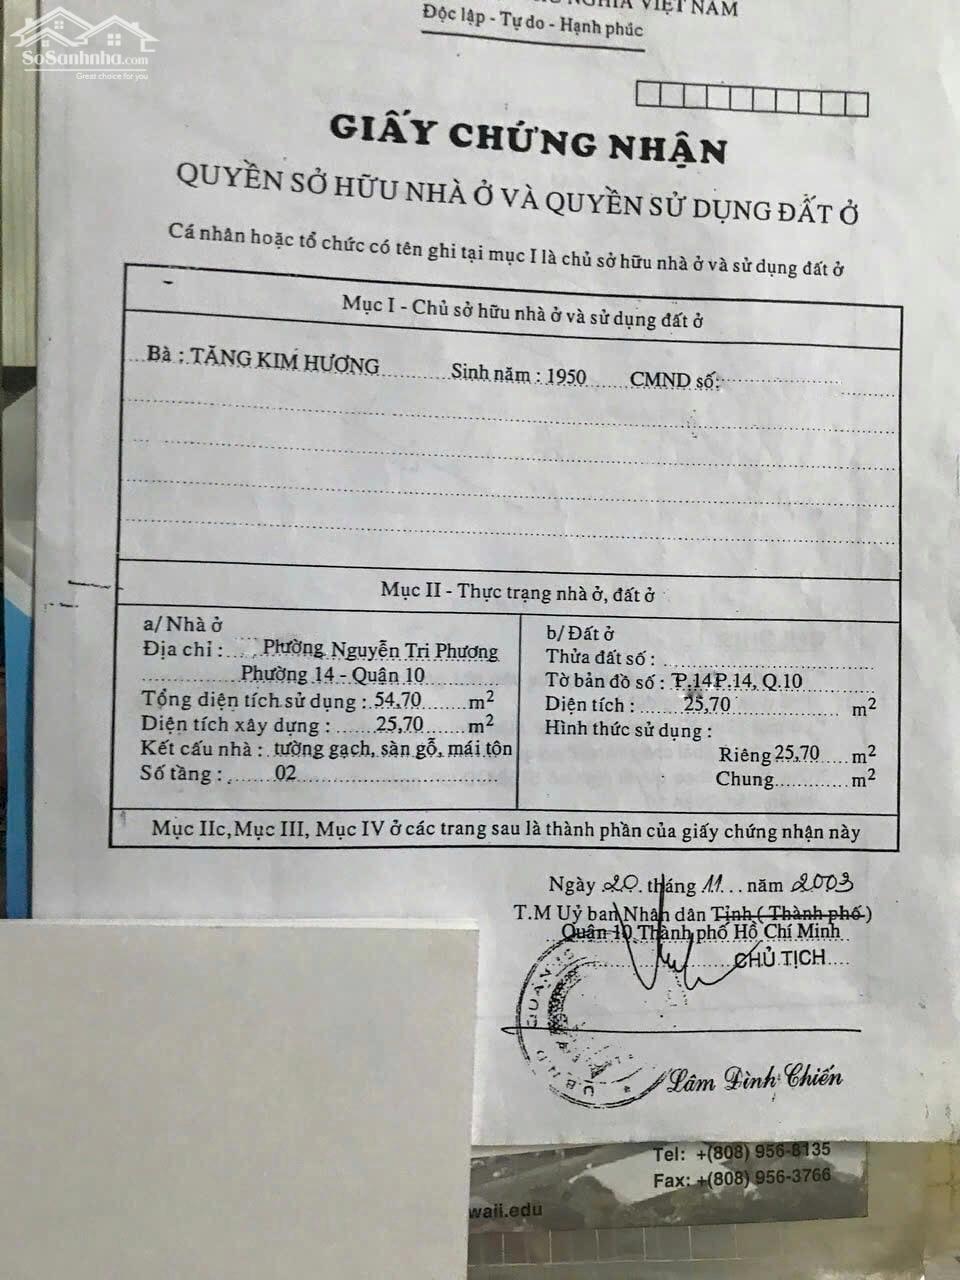 SoSanhnha.com
Great choice for you
NGHĨA VIỆT NAM
Độc lập - Tự do - Hạnh phúc
GIẤY CHỨNG NHẬN
QUYỀN SỞ HỮU NHÀ Ở VÀ QUYỀN SỬ DỤNG ĐẤT Ở
Cá nhân hoặc tổ chức có tên ghi tại mục I là chủ sở hữu nhà ở và sử dụng đất ở
Mục I - Chủ sở hữu nhà ở và sử dụng đất ở
Bà : TĂNG KIM HƯƠNG Sinh năm : 1950 CMND số:
Mục II - Thực trạng nhà ở, đất ở
a/ Nhà ở
Địa chỉ : Phường Nguyễn Tri Phương
Phường 14 - Quận 10
Tổng diện tích sử dụng : 54,70 m2
Diện tích xây dựng : 25,70 m2
Kết cấu nhà : tường gạch, sàn gỗ, mái tôn
Số tầng : 02
b/ Đất ở
Thửa đất số :
Tờ bản đồ số : P.14P.14, Q.10
Diện tích : 25,70 m2
Hình thức sử dụng :
Riêng 25,70 m2
Chung m2
Mục IIc, Mục III, Mục IV ở các trang sau là thành phần của giấy chứng nhận này
Ngày 20 tháng 11 năm 2003
T.M Uỷ ban Nhân dân Tỉnh ( Thành phố )
Quận 10 Thành phố Hồ Chí Minh
CHỦ TỊCH
QUẬN
Lâm Đình Chiến
Tel: +(808) 956-8135
Fax: +(808) 956-3766
waii.edu